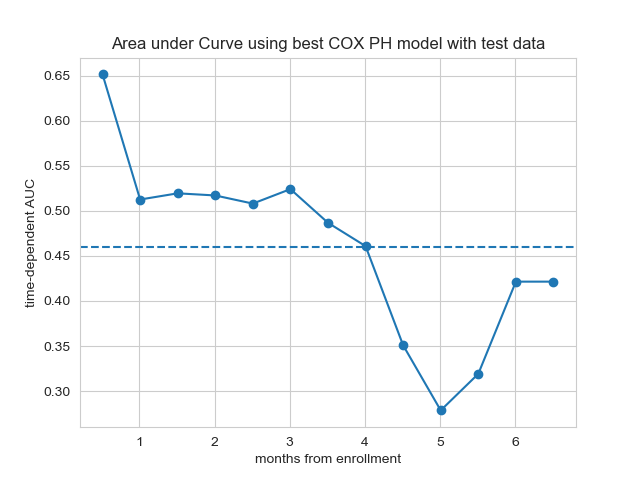 Area under Curve using best COX PH model with test data
0.65
0.60
0.55
0.50
0.45
0.40
0.35
0.30
time-dependent AUC
1 2 3 4 5 6
months from enrollment